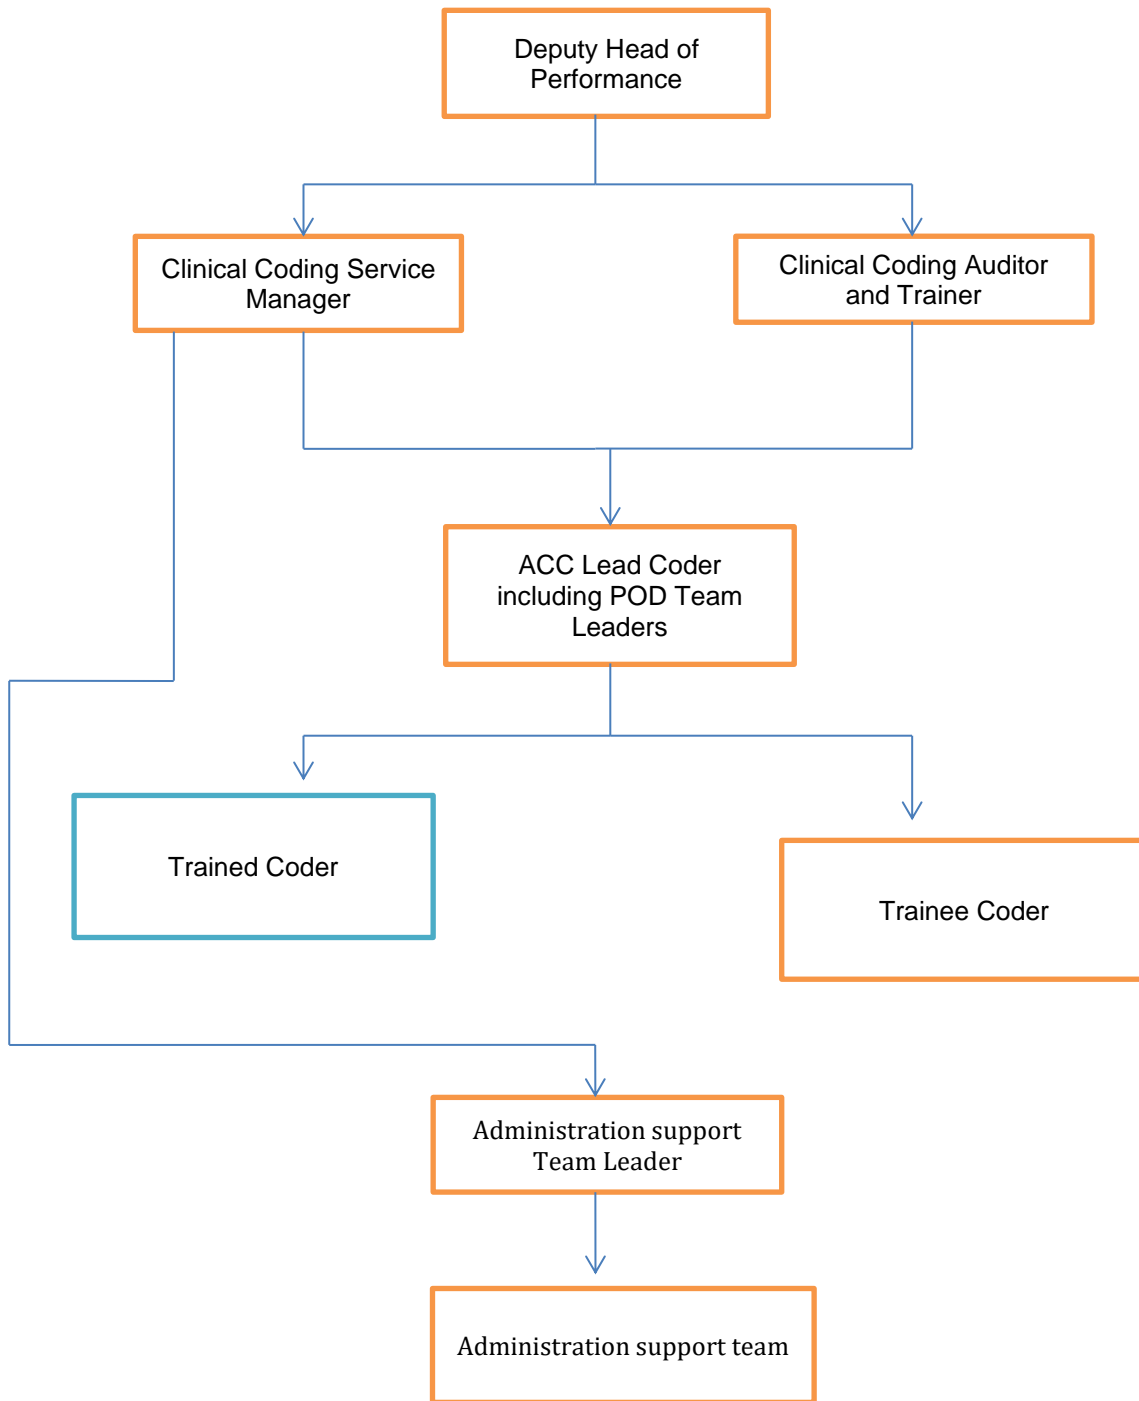 Deputy Head of
Performance
Clinical Coding Service
Manager
Clinical Coding Auditor
and Trainer
ACC Lead Coder
including POD Team
Leaders
Trained Coder
Trainee Coder
Administration support
Team Leader
Administration support team